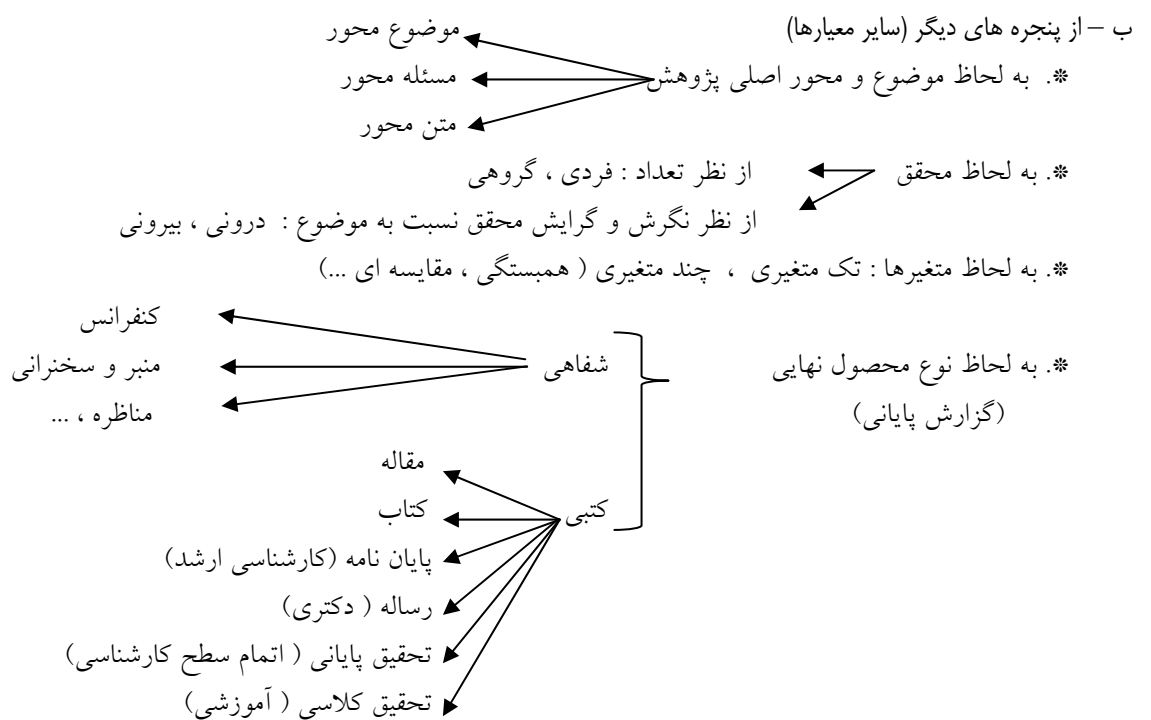 ب – از پنجره های دیگر (سایر معیارها)
موضوع محور
❊. به لحاظ موضوع و محور اصلی پژوهش
مسئله محور
متن محور
❊. به لحاظ محقق
از نظر تعداد : فردی ، گروهی
از نظر نگرش و گرایش محقق نسبت به موضوع : درونی ، بیرونی
❊. به لحاظ متغیرها : تک متغیری ، چند متغیری ( همبستگی ، مقایسه ای ...)
❊. به لحاظ نوع محصول نهایی
(گزارش پایانی)
شفاهی
کنفرانس
منبر و سخنرانی
مناظره ، ...
کتبی
مقاله
کتاب
پایان نامه (کارشناسی ارشد)
رساله ( دکتری)
تحقیق پایانی ( اتمام سطح کارشناسی)
تحقیق کلاسی ( آموزشی)